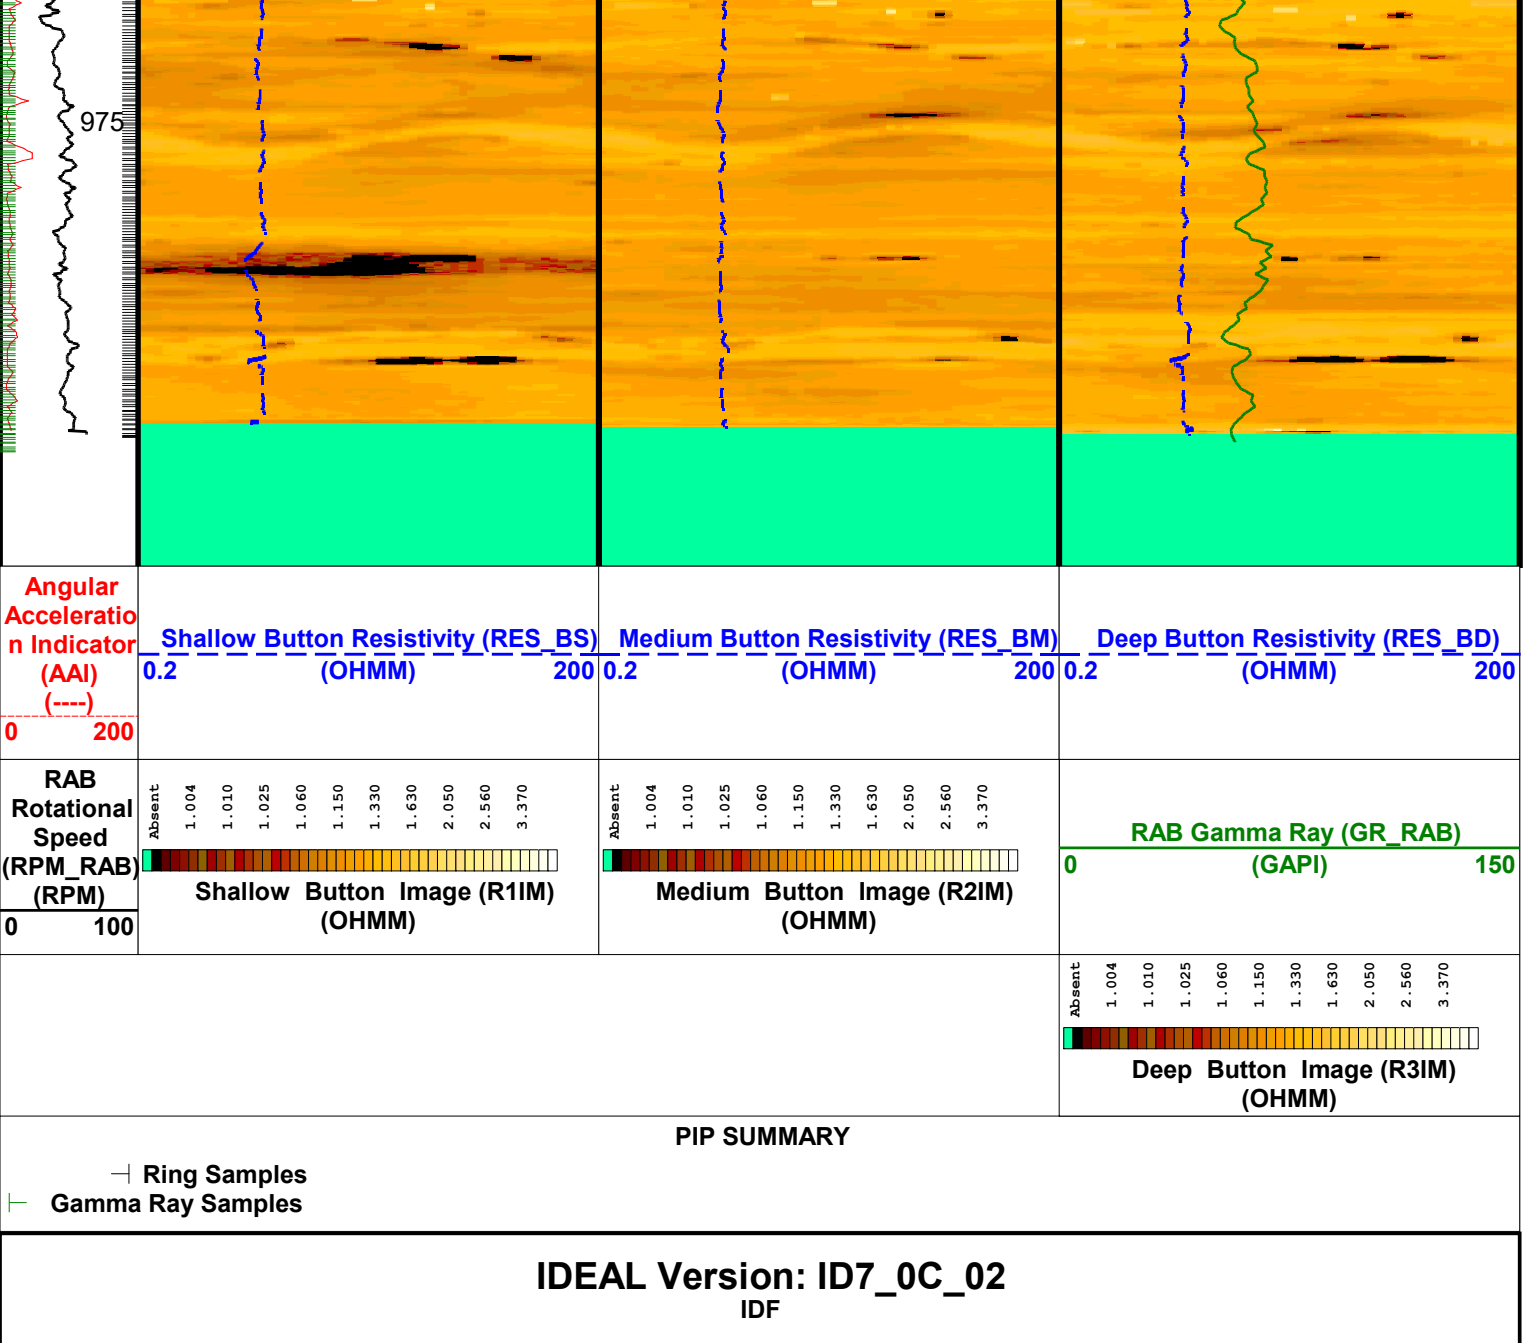 975
Angular
Acceleratio
n Indicator
(AAI)
(----)
0 200
Shallow Button Resistivity (RES_BS)
0.2 (OHMM) 200
Medium Button Resistivity (RES_BM)
0.2 (OHMM) 200
Deep Button Resistivity (RES_BD)
0.2 (OHMM) 200
RAB
Rotational
Speed
(RPM_RAB)
(RPM)
0 100
Absent 1.004 1.010 1.025 1.060 1.150 1.330 1.630 2.050 2.560 3.370
Shallow Button Image (R1IM)
(OHMM)
Absent 1.004 1.010 1.025 1.060 1.150 1.330 1.630 2.050 2.560 3.370
Medium Button Image (R2IM)
(OHMM)
RAB Gamma Ray (GR_RAB)
0 (GAPI) 150
Absent 1.004 1.010 1.025 1.060 1.150 1.330 1.630 2.050 2.560 3.370
Deep Button Image (R3IM)
(OHMM)
PIP SUMMARY
Ring Samples
Gamma Ray Samples
IDEAL Version: ID7_0C_02
IDF